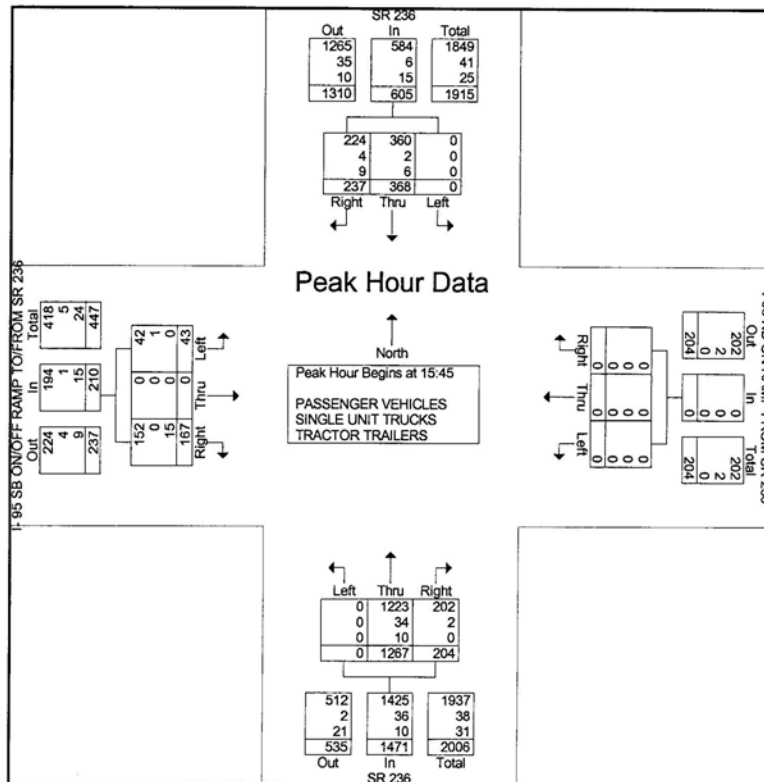 SR 236
Out In Total
1265 584 1849
35 6 41
10 15 25
1310 605 1915
224 360 0
4 2 0
9 6 0
237 368 0
Right Thru Left
Peak Hour Data
North
Peak Hour Begins at 15:45
PASSENGER VEHICLES
SINGLE UNIT TRUCKS
TRACTOR TRAILERS
I-95 SB ON/OFF RAMP TO/FROM SR 236
Total In Out
418 194 224
5 1 4
24 15 9
447 210 237
Left Thru Right
42 0 152
1 0 0
0 0 15
43 0 167
Right Thru Left
0 0 0
0 0 0
0 0 0
0 0 0
Out In Total
202 0 202
2 0 2
0 0 0
204 0 204
Left Thru Right
0 1223 202
0 34 2
0 10 0
0 1267 204
512 1425 1937
2 36 38
21 10 31
535 1471 2006
Out In Total
SR 236